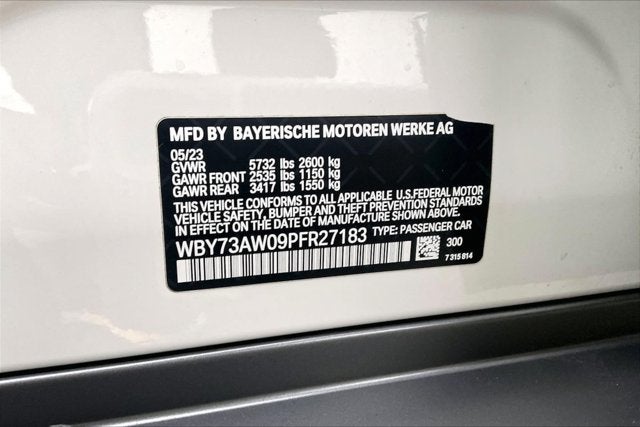 MFD BY BAYERISCHE MOTOREN WERKE AG
05/23
GVWR 5732 lbs 2600 kg
GAWR FRONT 2535 lbs 1150 kg
GAWR REAR 3417 lbs 1550 kg
THIS VEHICLE CONFORMS TO ALL APPLICABLE U.S.FEDERAL MOTOR
VEHICLE SAFETY, BUMPER AND THEFT PREVENTION STANDARDS
IN EFFECT ON THE DATE OF MANUFACTURE SHOWN ABOVE.
WBY73AW09PFR27183 TYPE: PASSENGER CAR
300
7 315 814